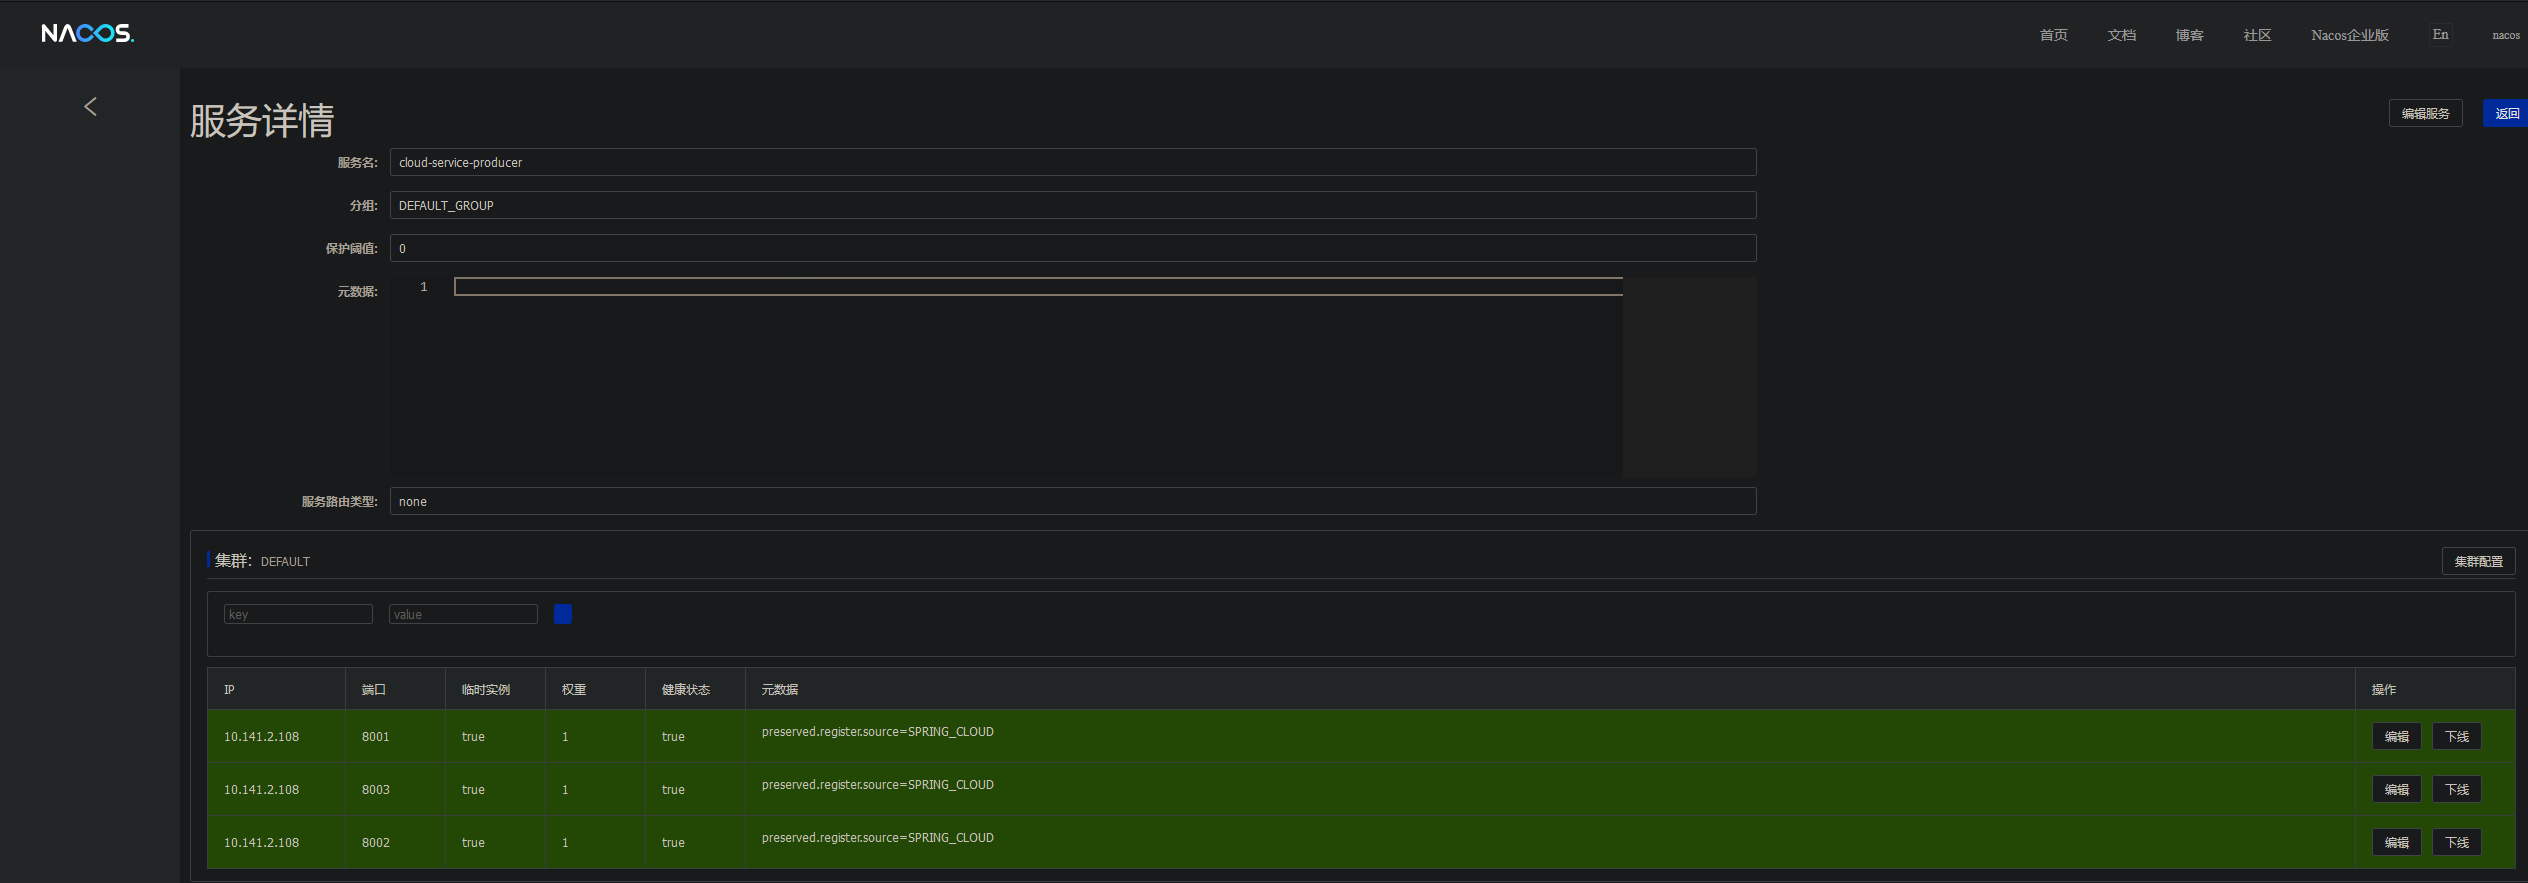 NACOS.
首页 文档 博客 社区 Nacos企业版 En nacos
服务详情
编辑服务 返回
服务名: cloud-service-producer
分组: DEFAULT_GROUP
保护阈值: 0
元数据: 1
服务路由类型: none
集群: DEFAULT 集群配置
key value
IP 端口 临时实例 权重 健康状态 元数据 操作
10.141.2.108 8001 true 1 true preserved.register.source=SPRING_CLOUD 编辑 下线
10.141.2.108 8003 true 1 true preserved.register.source=SPRING_CLOUD 编辑 下线
10.141.2.108 8002 true 1 true preserved.register.source=SPRING_CLOUD 编辑 下线